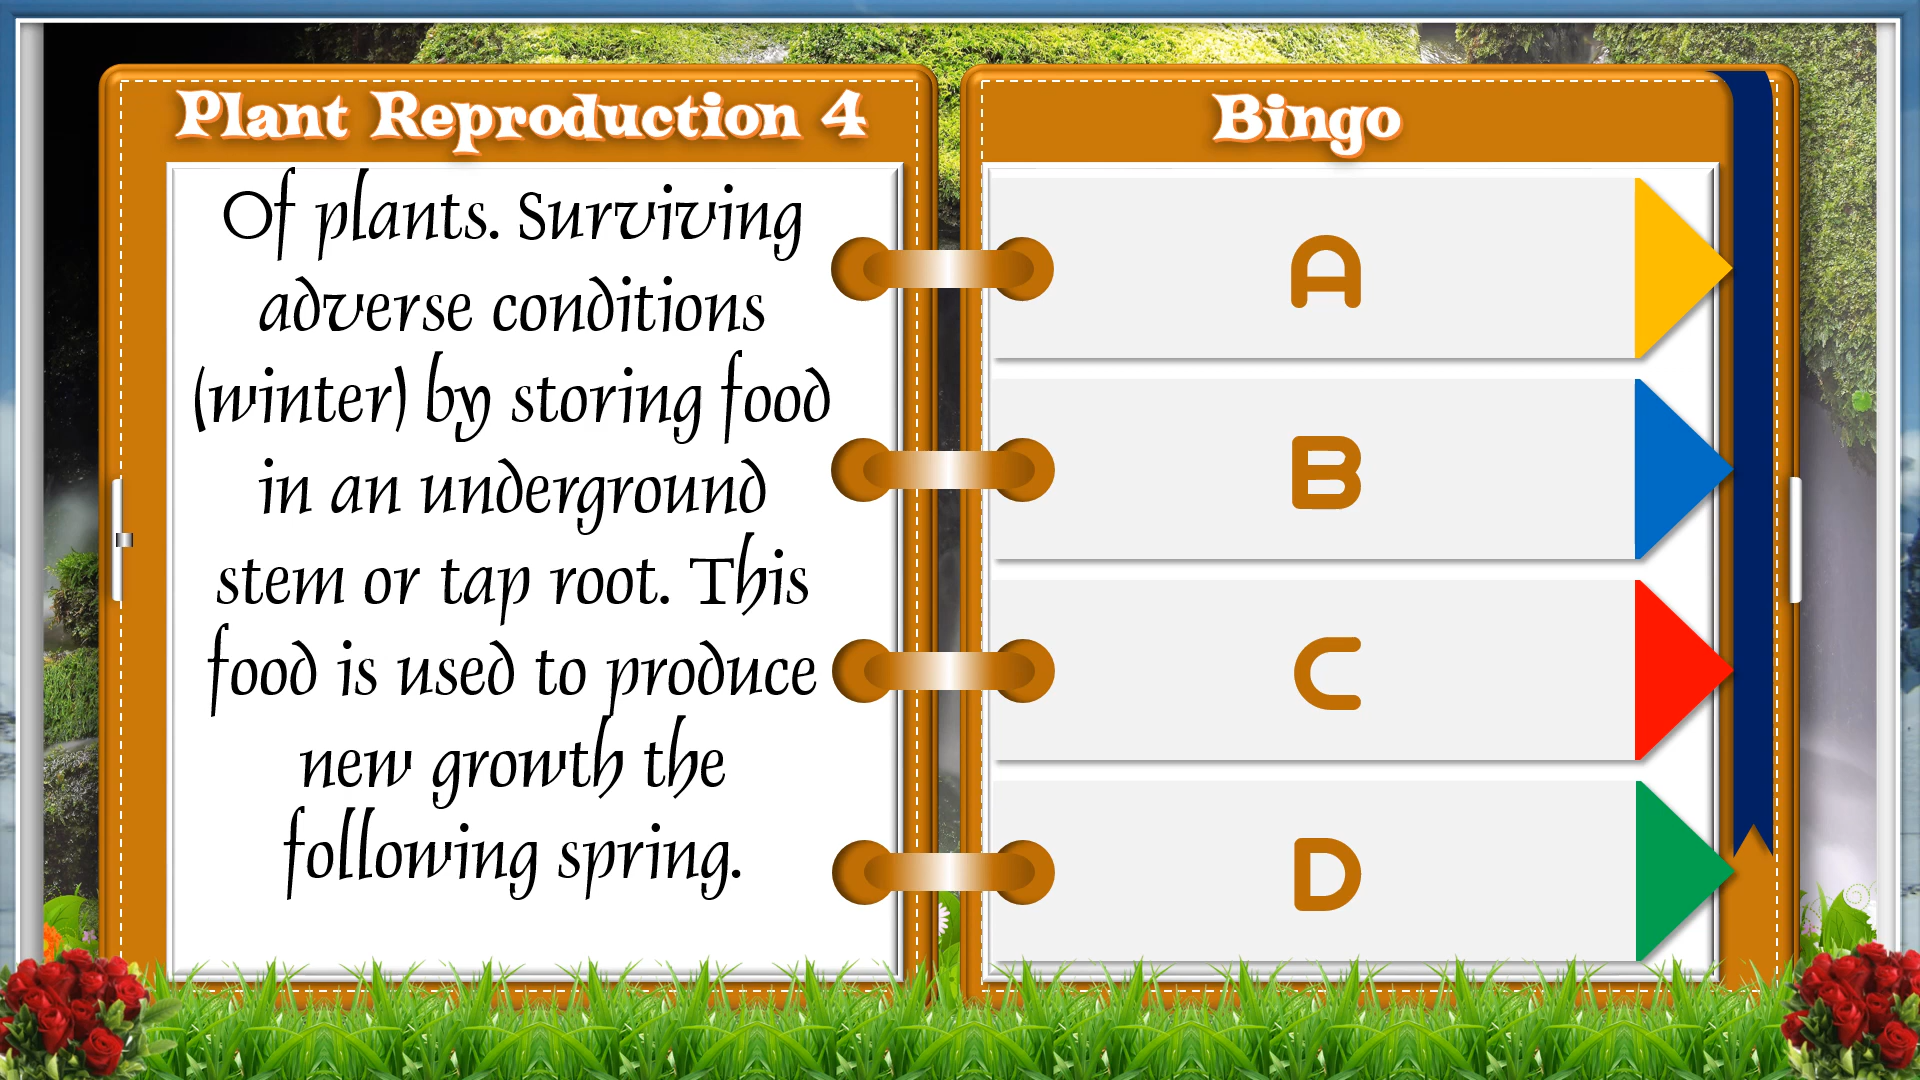 Plant Reproduction 4
Of plants. Surviving
adverse conditions
(winter) by storing food
in an underground
stem or tap root. This
food is used to produce
new growth the
following spring.
Bingo
A
B
C
D